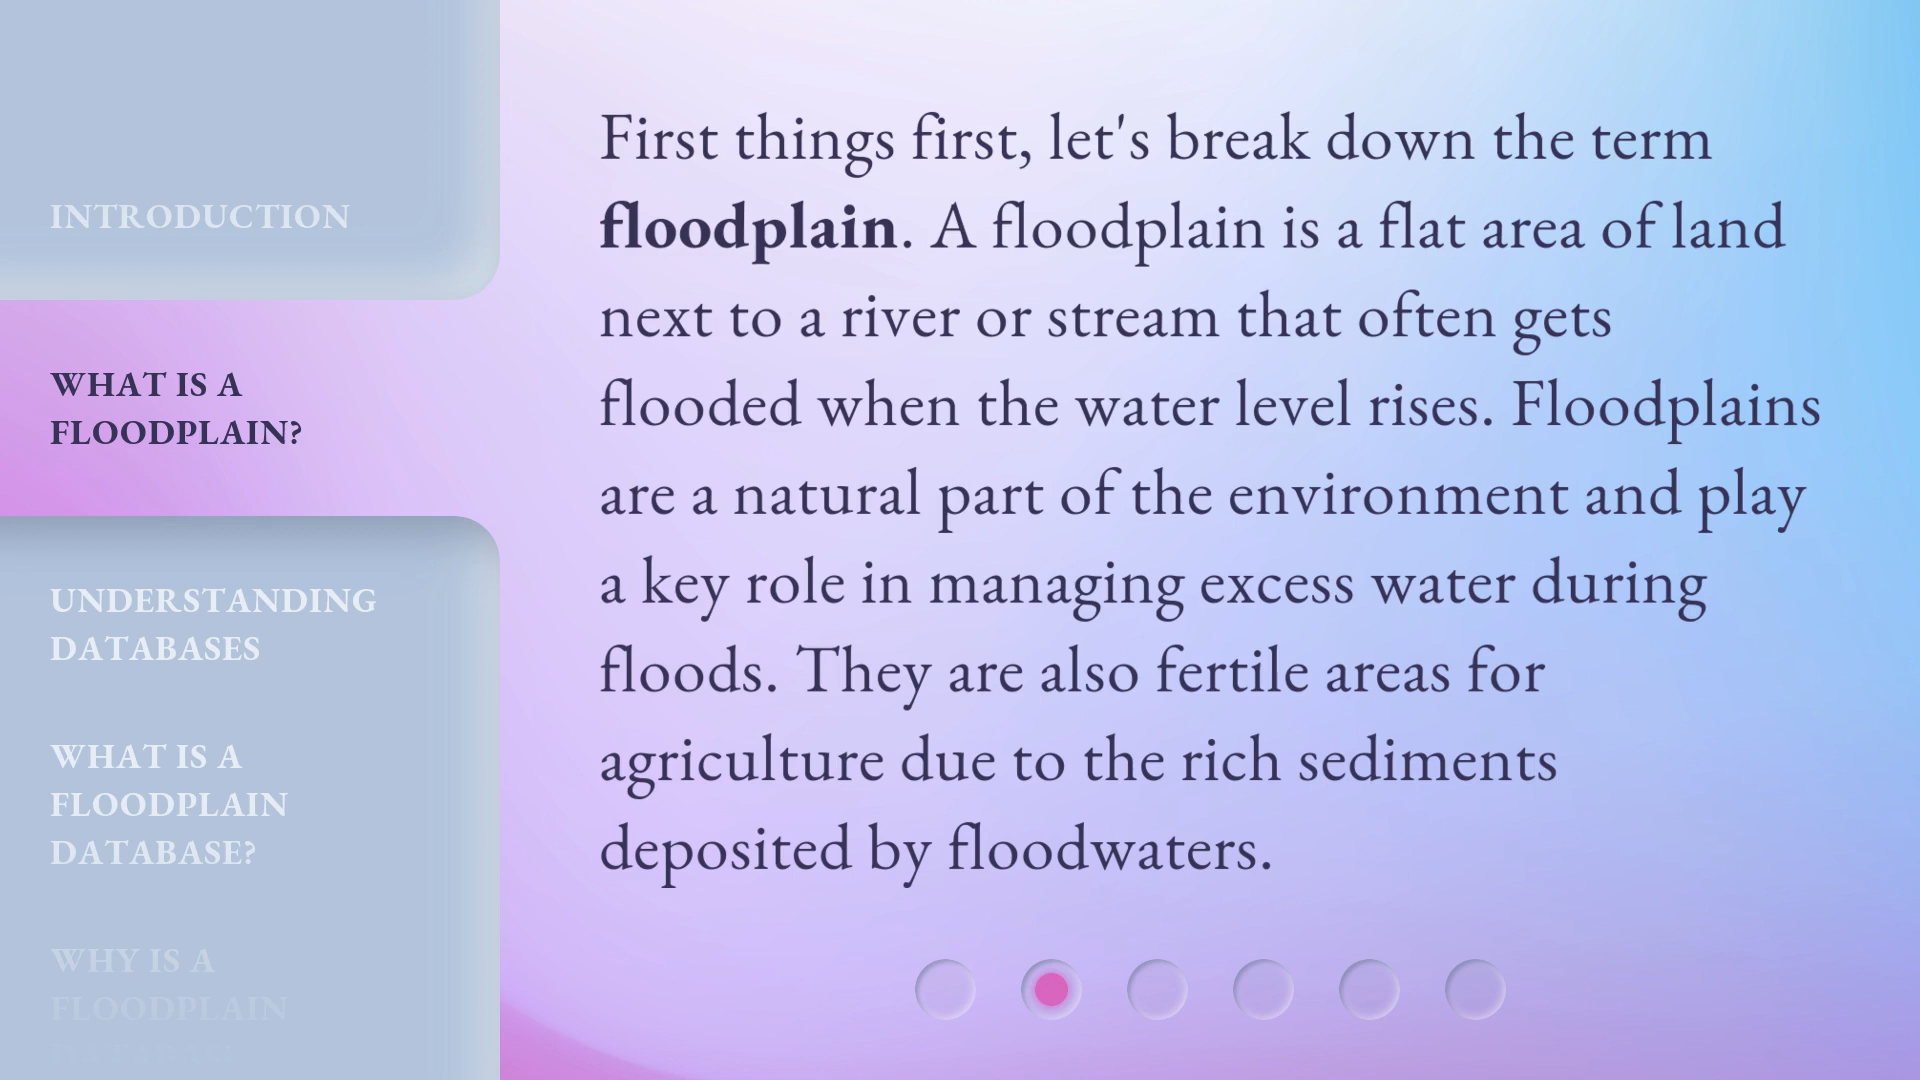 INTRODUCTION
WHAT IS A
FLOODPLAIN?
UNDERSTANDING
DATABASES
WHAT IS A
FLOODPLAIN
DATABASE?
WHY IS A
FLOODPLAIN
First things first, let's break down the term
floodplain. A floodplain is a flat area of land
next to a river or stream that often gets
flooded when the water level rises. Floodplains
are a natural part of the environment and play
a key role in managing excess water during
floods. They are also fertile areas for
agriculture due to the rich sediments
deposited by floodwaters.